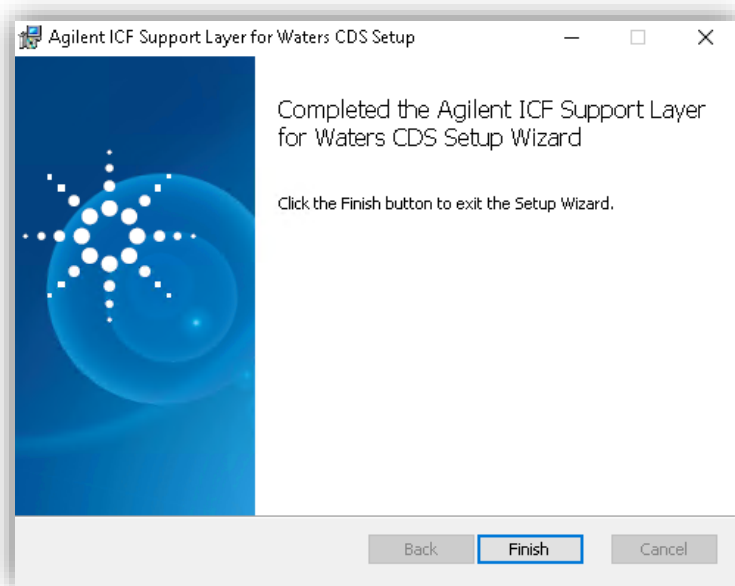 Agilent ICF Support Layer for Waters CDS Setup
Completed the Agilent ICF Support Layer
for Waters CDS Setup Wizard
Click the Finish button to exit the Setup Wizard.
Back
Finish
Cancel